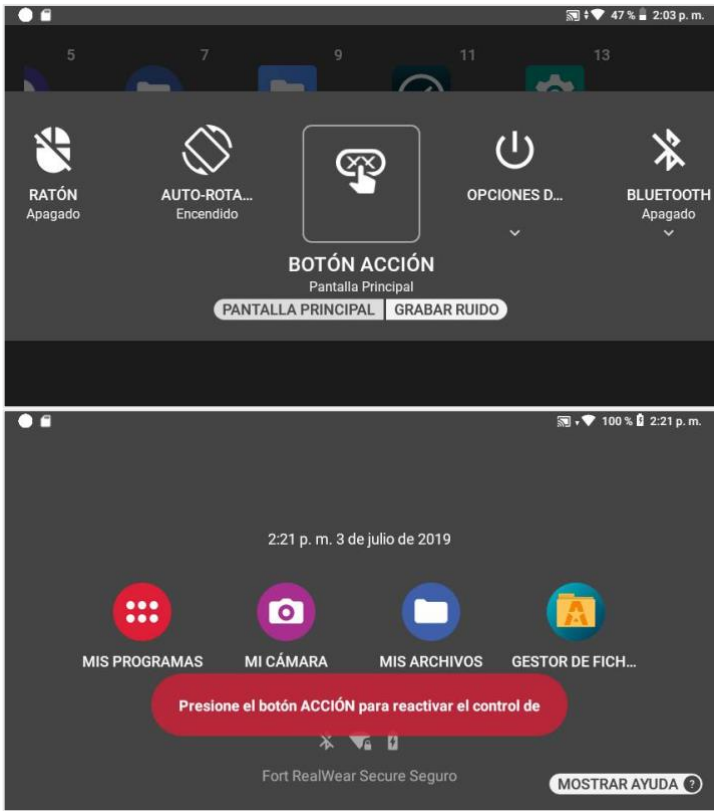 47 % 2:03 p. m.
5 7 9 11 13
RATÓN
Apagado
AUTO-ROTA...
Encendido
BOTÓN ACCIÓN
Pantalla Principal
PANTALLA PRINCIPAL GRABAR RUIDO
OPCIONES D...
BLUETOOTH
Apagado
100 % 2:21 p. m.
2:21 p. m. 3 de julio de 2019
MIS PROGRAMAS MI CÁMARA MIS ARCHIVOS GESTOR DE FICH...
Presione el botón ACCIÓN para reactivar el control de
Fort RealWear Secure Seguro
MOSTRAR AYUDA ?